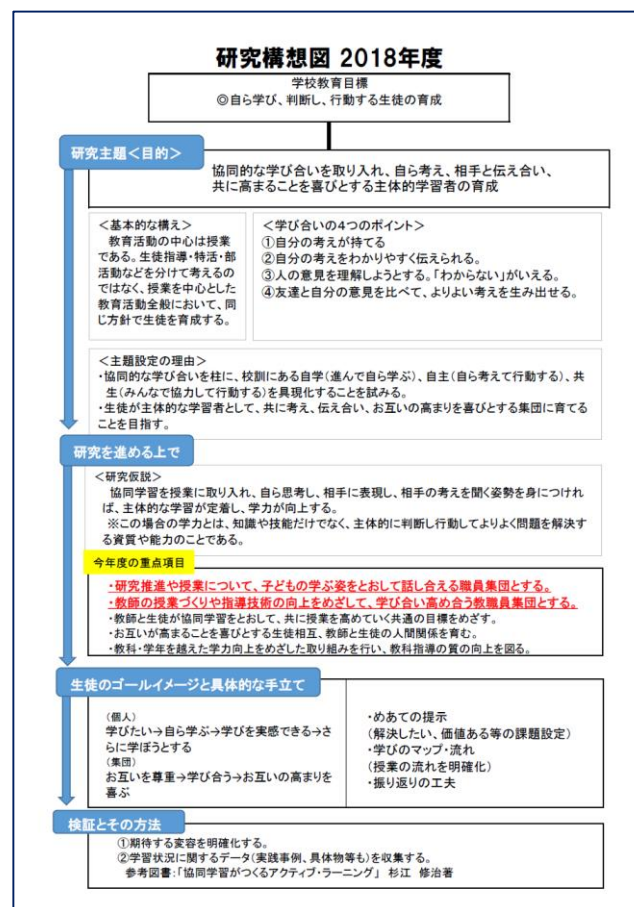 研究構想図 2018年度
学校教育目標
◎自ら学び、判断し、行動する生徒の育成
研究主題＜目的＞
協同的な学び合いを取り入れ、自ら考え、相手と伝え合い、
共に高まることを喜びとする主体的学習者の育成
＜基本的な構え＞
教育活動の中心は授業
である。生徒指導・特活・部
活動などを分けて考えるの
ではなく、授業を中心とした
教育活動全般において、同
じ方針で生徒を育成する。
＜学び合いの4つのポイント＞
①自分の考えが持てる
②自分の考えをわかりやすく伝えられる。
③人の意見を理解しようとする。「わからない」がいえる。
④友達と自分の意見を比べて、よりよい考えを生み出せる。
＜主題設定の理由＞
・協同的な学び合いを柱に、校訓にある自学(進んで自ら学ぶ)、自主(自ら考えて行動する)、共
生(みんなで協力して行動する)を具現化することを試みる。
・生徒が主体的な学習者として、共に考え、伝え合い、お互いの高まりを喜びとする集団に育てる
ことを目指す。
研究を進める上で
＜研究仮説＞
協同学習を授業に取り入れ、自ら思考し、相手に表現し、相手の考えを聞く姿勢を身につけれ
ば、主体的な学習が定着し、学力が向上する。
※この場合の学力とは、知識や技能だけでなく、主体的に判断し行動してよりよく問題を解決す
る資質や能力のことである。
今年度の重点項目
・研究推進や授業について、子どもの学ぶ姿をとおして話し合える職員集団とする。
・教師の授業づくりや指導技術の向上をめざして、学び合い高め合う教職員集団とする。
・教師と生徒が協同学習をとおして、共に授業を高めていく共通の目標をめざす。
・お互いが高まることを喜びとする生徒相互、教師と生徒の人間関係を育む。
・教科・学年を越えた学力向上をめざした取り組みを行い、教科指導の質の向上を図る。
生徒のゴールイメージと具体的な手立て
(個人)
学びたい→自ら学ぶ→学びを実感できる→さ
らに学ぼうとする
(集団)
お互いを尊重→学び合う→お互いの高まりを
喜ぶ
・めあての提示
(解決したい、価値ある等の課題設定)
・学びのマップ・流れ
(授業の流れを明確化)
・振り返りの工夫
検証とその方法
①期待する変容を明確化する。
②学習状況に関するデータ(実践事例、具体物等も)を収集する。
参考図書：「協同学習がつくるアクティブ・ラーニング」 杉江 修治著